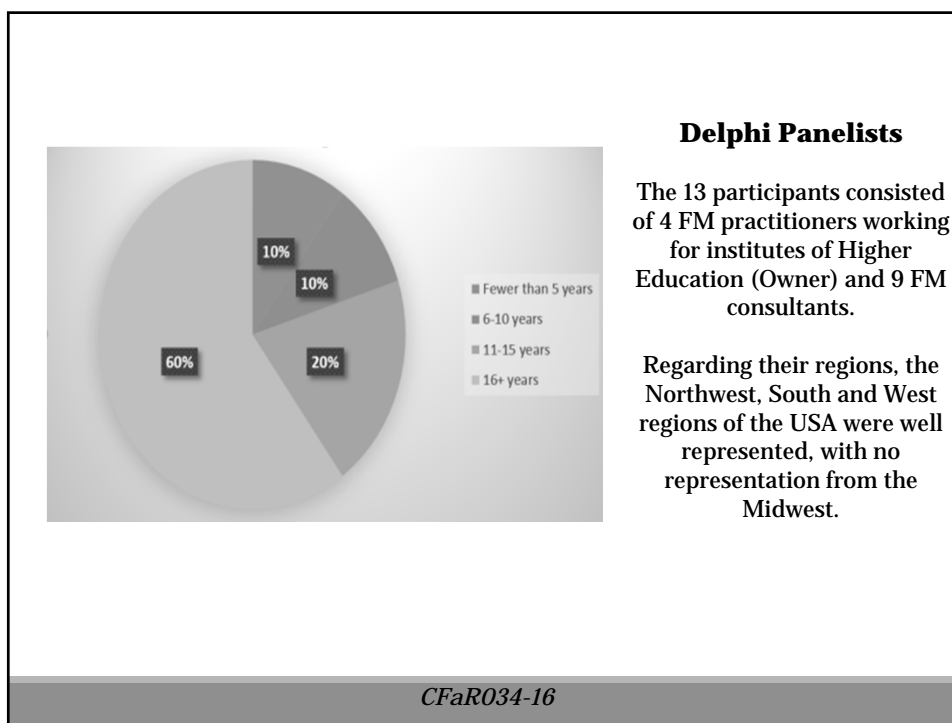 Delphi Panelists
The 13 participants consisted
of 4 FM practitioners working
for institutes of Higher
Education (Owner) and 9 FM
consultants.
Regarding their regions, the
Northwest, South and West
regions of the USA were well
represented, with no
representation from the
Midwest.
10%
10%
20%
60%
Fewer than 5 years
6-10 years
11-15 years
16+ years
CFaR034-16